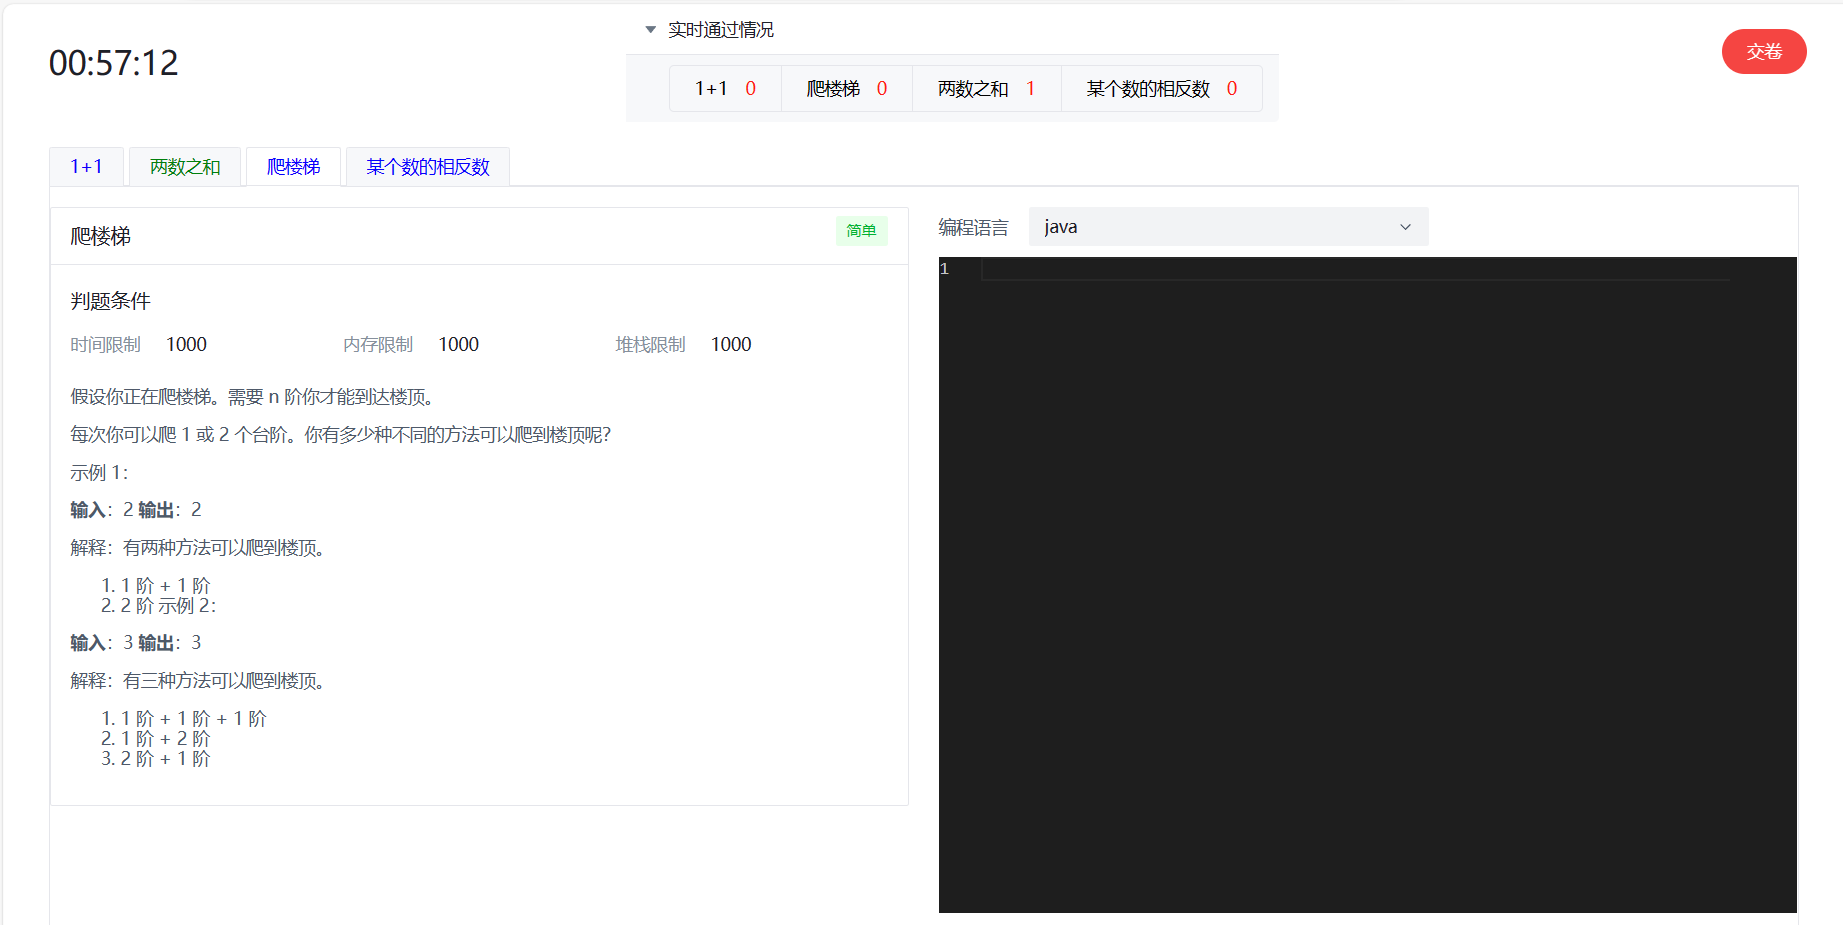 实时通过情况
00:57:12
交卷
1+1 0 爬楼梯 0 两数之和 1 某个数的相反数 0
1+1 两数之和 爬楼梯 某个数的相反数
爬楼梯 简单
编程语言 java
1
判题条件
时间限制 1000 内存限制 1000 堆栈限制 1000
假设你正在爬楼梯。需要 n 阶你才能到达楼顶。
每次你可以爬 1 或 2 个台阶。你有多少种不同的方法可以爬到楼顶呢?
示例 1:
输入: 2 输出: 2
解释: 有两种方法可以爬到楼顶。
1. 1 阶 + 1 阶
2. 2 阶 示例 2:
输入: 3 输出: 3
解释: 有三种方法可以爬到楼顶。
1. 1 阶 + 1 阶 + 1 阶
2. 1 阶 + 2 阶
3. 2 阶 + 1 阶